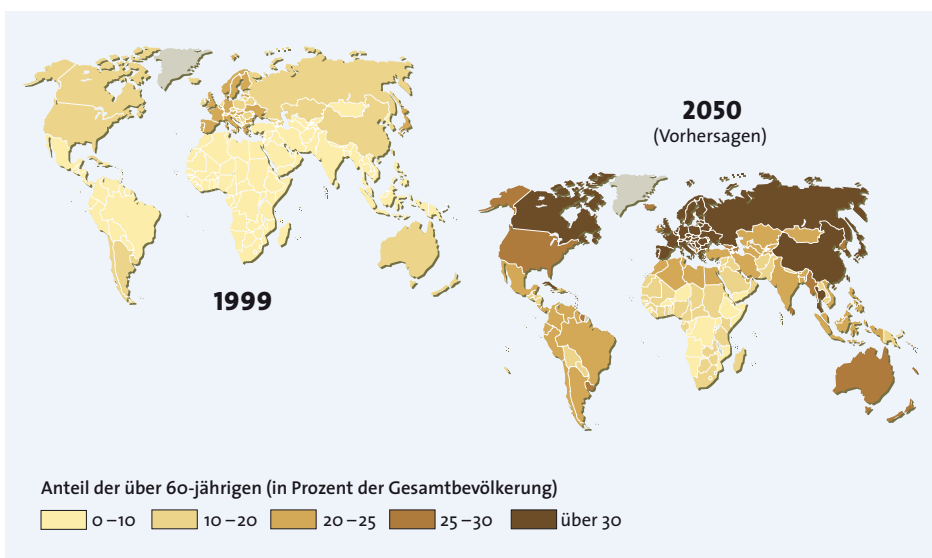 2050
(Vorhersagen)
1999
Anteil der über 60-jährigen (in Prozent der Gesamtbevölkerung)
0–10 10–20 20–25 25–30 über 30